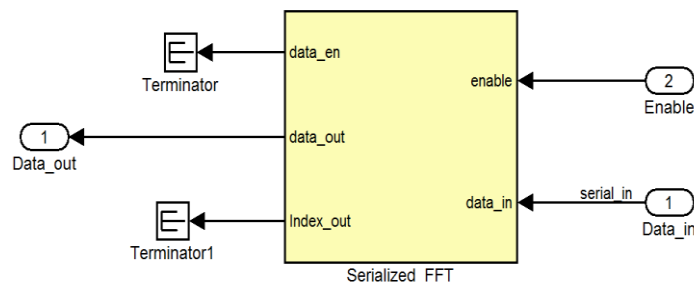 data_en
Terminator
enable
2
Enable
1
data_out
Data_out
serial_in
data_in
1
Data_in
Index_out
Terminator1
Serialized FFT